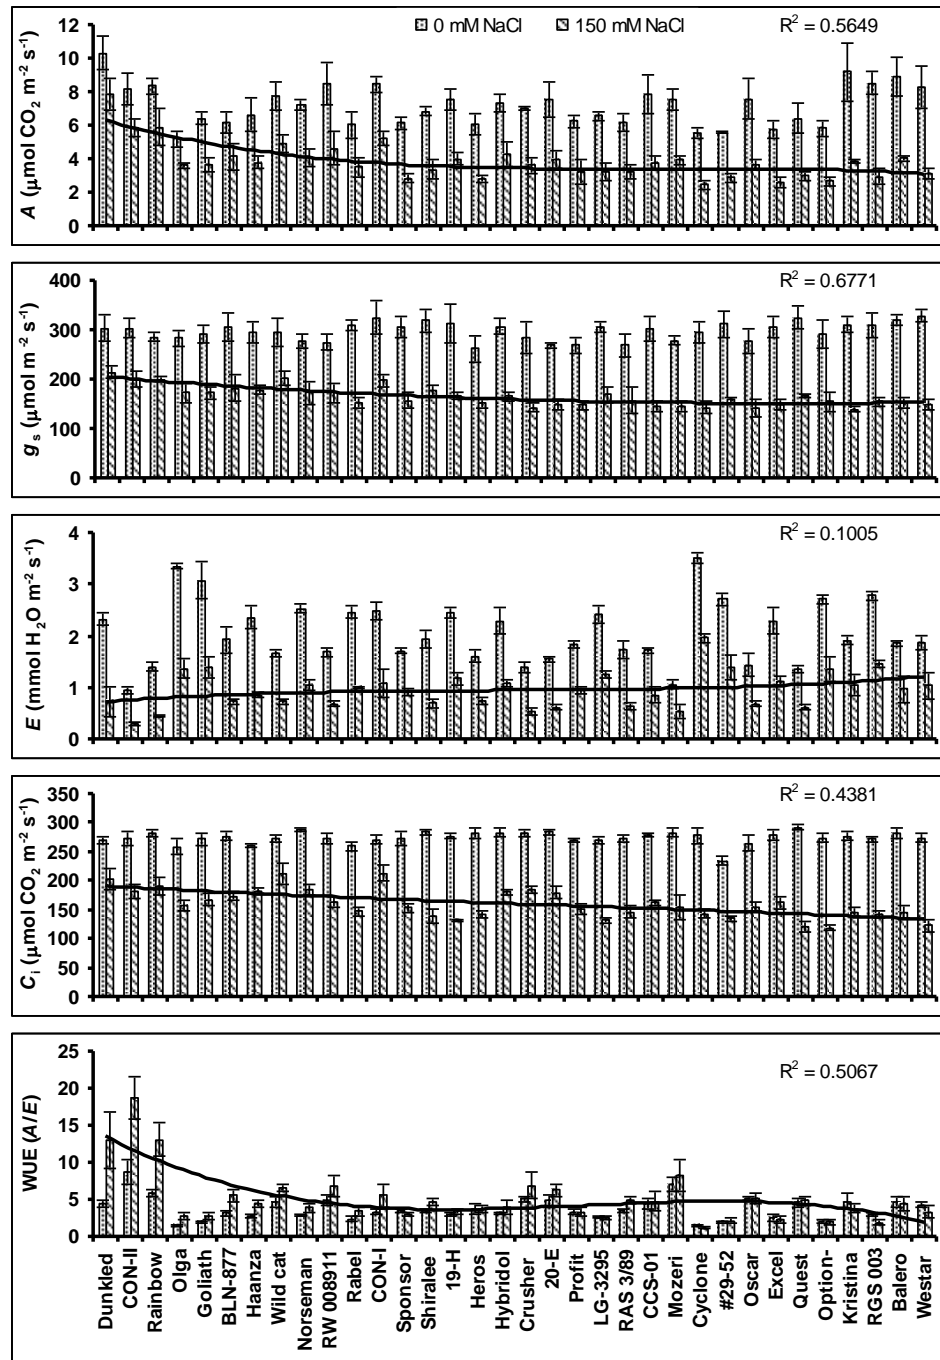 0 mM NaCl 150 mM NaCl
R² = 0.5649
A (µmol CO₂ m⁻² s⁻¹)
12
10
8
6
4
2
0
R² = 0.6771
gₛ (µmol m⁻² s⁻¹)
400
300
200
100
0
R² = 0.1005
E (mmol H₂O m⁻² s⁻¹)
4
3
2
1
0
R² = 0.4381
Cᵢ (µmol CO₂ m⁻² s⁻¹)
350
300
250
200
150
100
50
0
R² = 0.5067
WUE (A/E)
25
20
15
10
5
0
Dunkled
CON-II
Rainbow
Olga
Goliath
BLN-877
Haanza
Wild cat
Norseman
RW 008911
Rabel
CON-I
Sponsor
Shiralee
19-H
Heros
Hybridol
Crusher
20-E
Profit
LG-3295
RAS 3/89
CCS-01
Mozeri
Cyclone
#29-52
Oscar
Excel
Quest
Option-
Kristina
RGS 003
Balero
Westar